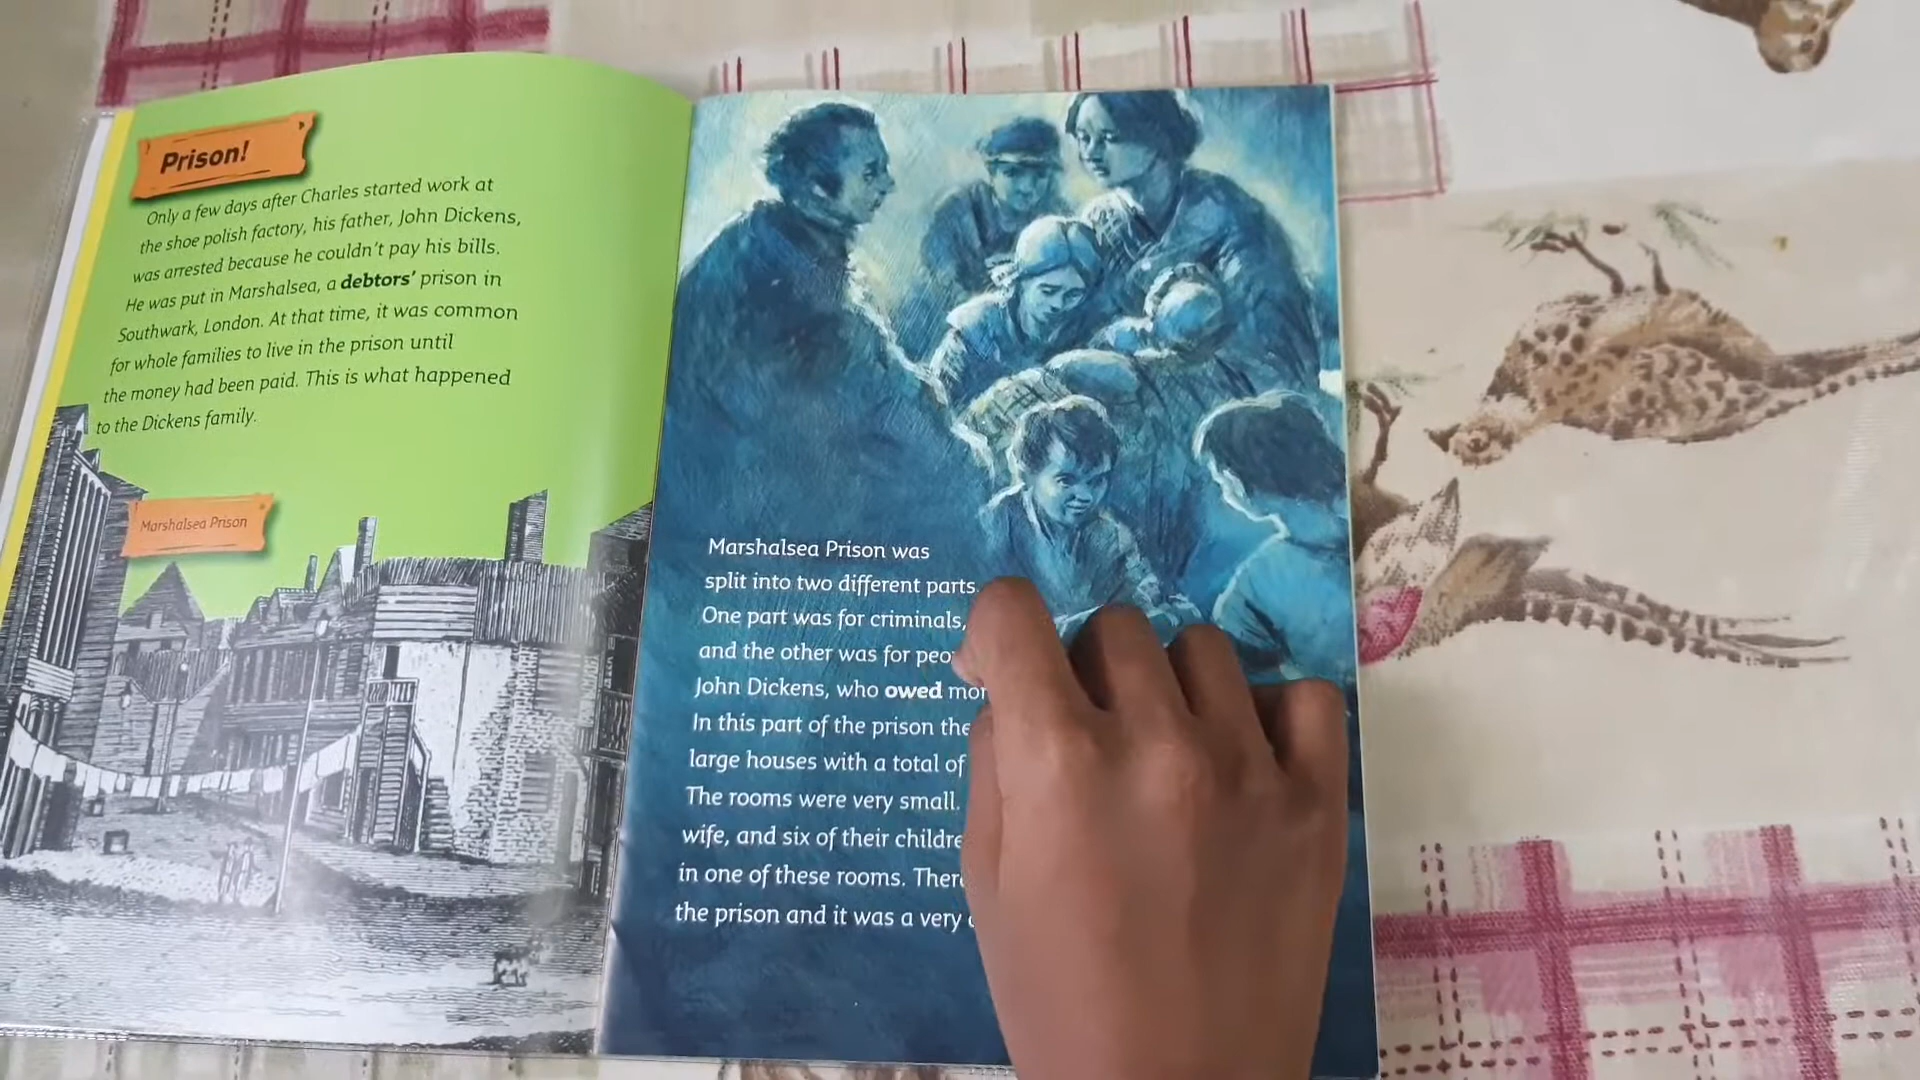 Prison!
Only a few days after Charles started work at
the shoe polish factory, his father, John Dickens,
was arrested because he couldn't pay his bills.
He was put in Marshalsea, a debtors' prison in
Southwark, London. At that time, it was common
for whole families to live in the prison until
the money had been paid. This is what happened
to the Dickens family.
Marshalsea Prison
Marshalsea Prison was
split into two different parts.
One part was for criminals,
and the other was for
John Dickens, who owed
In this part of the prison
large houses with a total of
The rooms were very small.
wife, and six of their
in one of these rooms.
the prison and it was a very